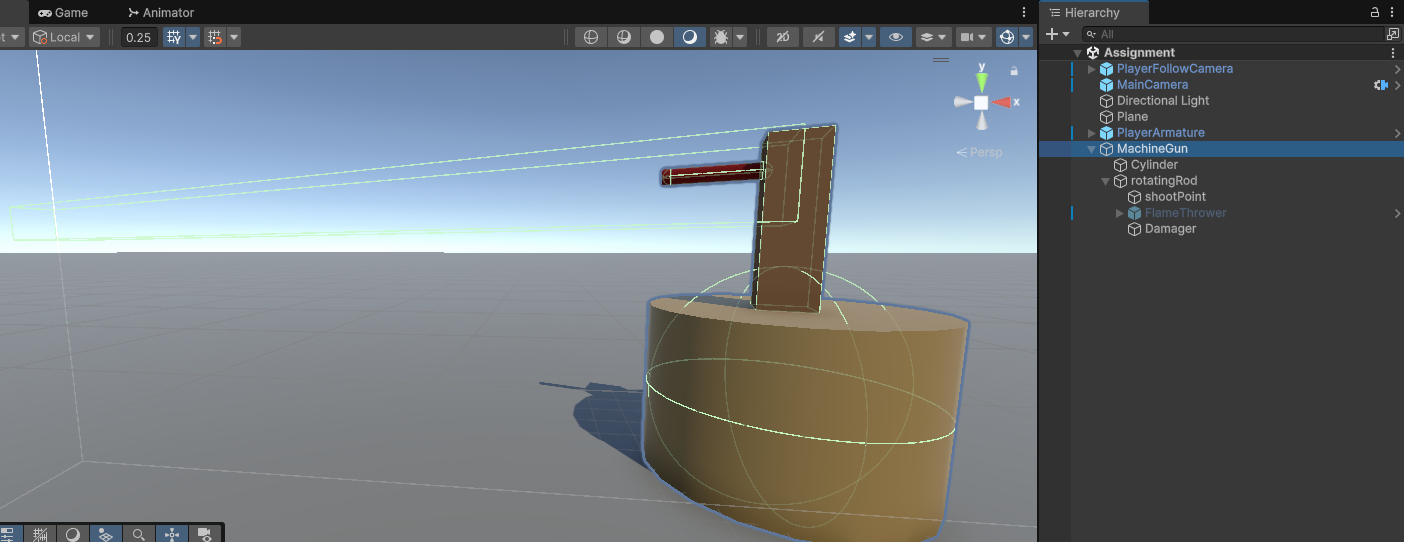 Game
Animator
Local
0.25
2D
y
x
Persp
Hierarchy
All
Assignment
PlayerFollowCamera
MainCamera
Directional Light
Plane
PlayerArmature
MachineGun
Cylinder
rotatingRod
shootPoint
FlameThrower
Damager